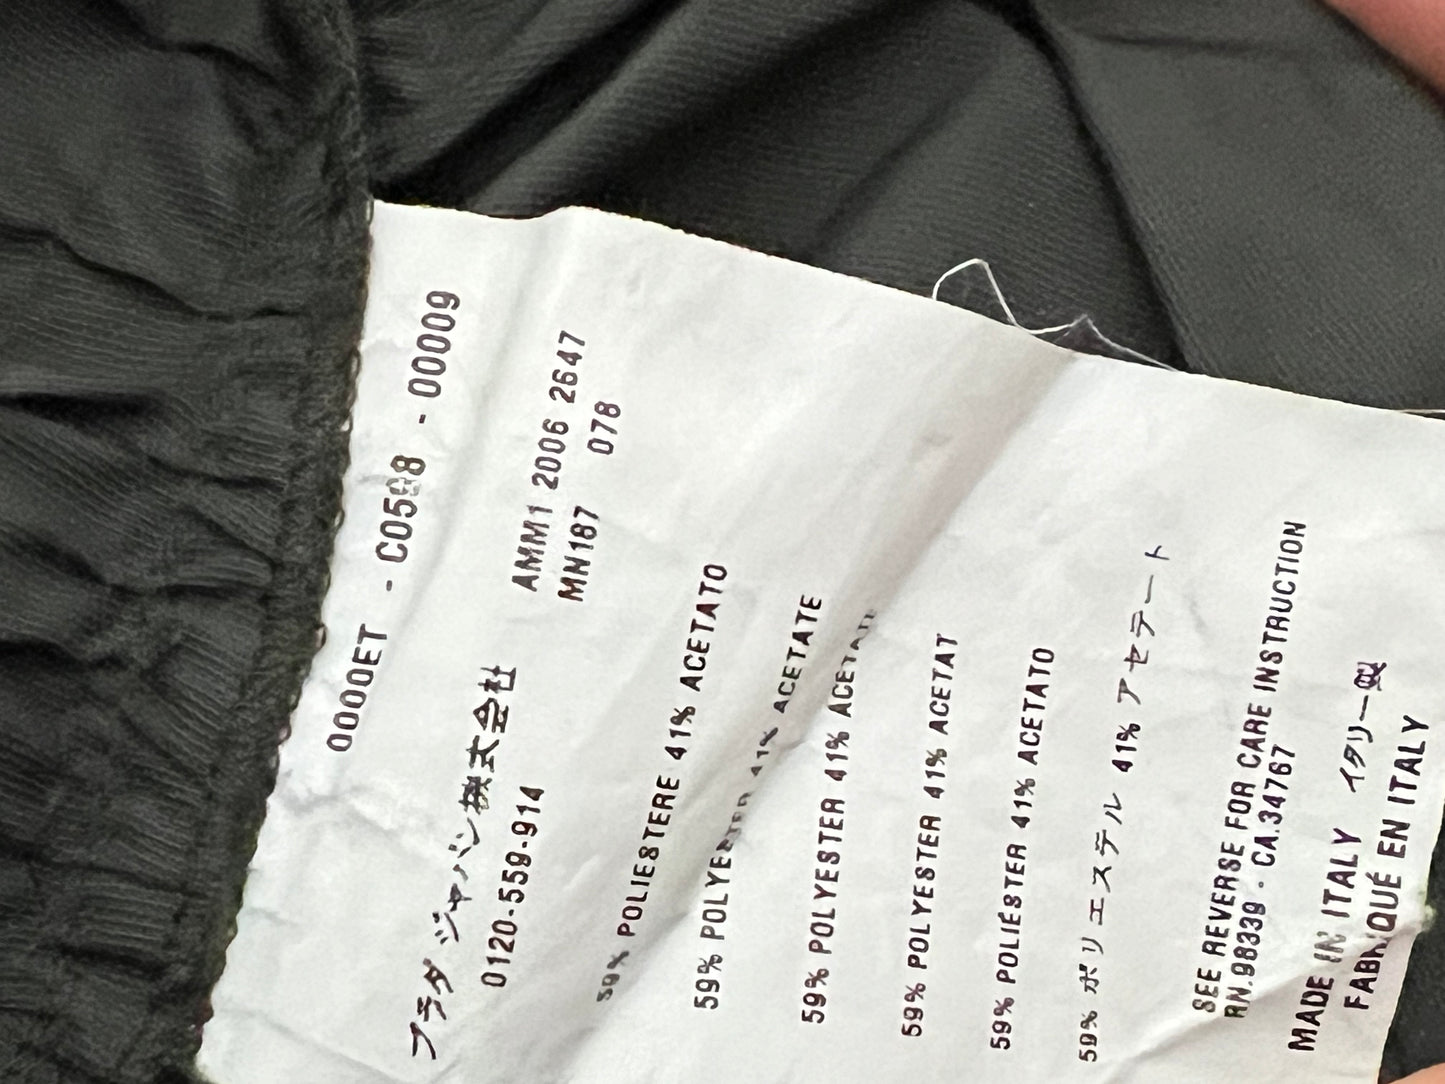 0000ET - C0598 - 00009
プラダ ジャパン株式会社
0120-559-914
AMM1 2006 2647
MN187 078
59% POLIESTERE 41% ACETATO
59% POLYESTER 41% ACETATE
59% POLYESTER 41% ACETATE
59% POLYESTER 41% ACETAT
59% POLIÉSTER 41% ACETATO
59% ポリエステル 41% アセテート
SEE REVERSE FOR CARE INSTRUCTION
RN.98339 - CA.34767
MADE IN ITALY イタリー製
FABRIQUÉ EN ITALY